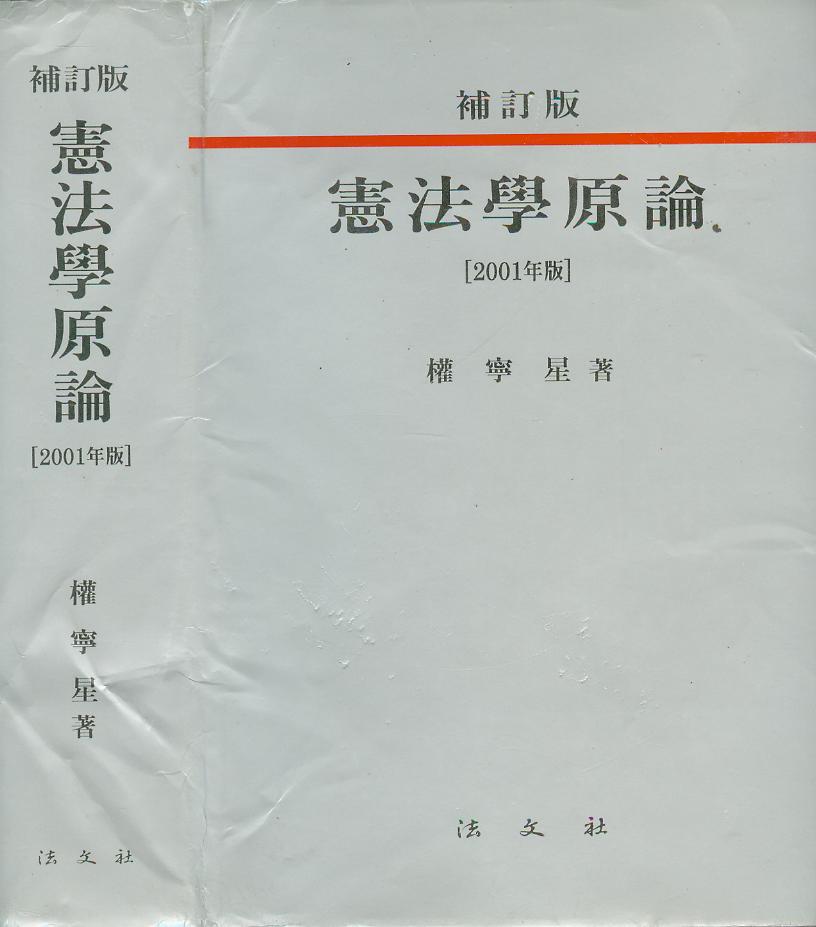 補訂版
憲法學原論
[2001年版]
權寧星著
法文社
補訂版
憲法學原論
[2001年版]
權寧星著
法文社